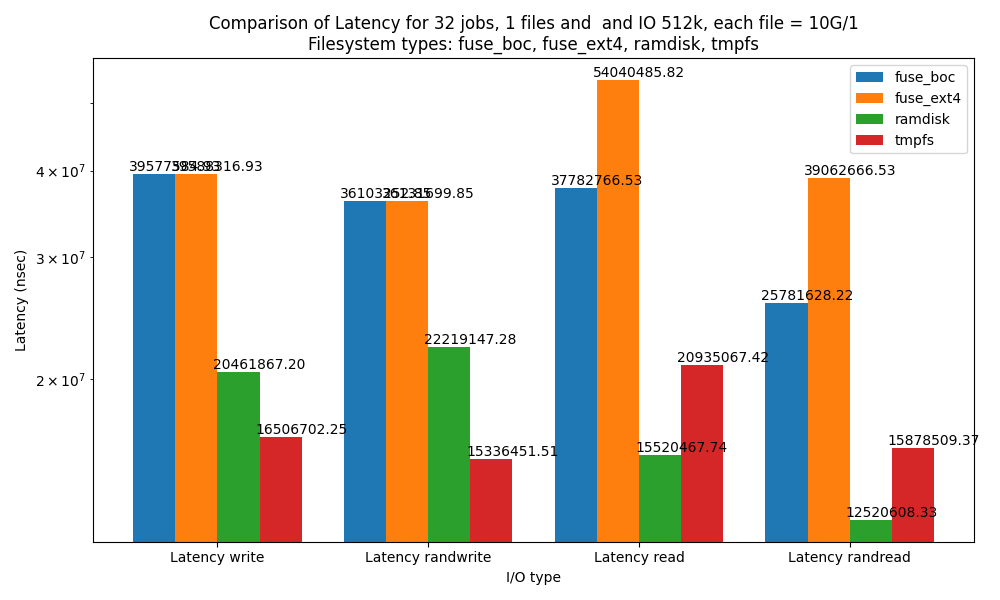 Comparison of Latency for 32 jobs, 1 files and  and IO 512k, each file = 10G/1
Filesystem types: fuse_boc, fuse_ext4, ramdisk, tmpfs
fuse_boc
fuse_ext4
ramdisk
tmpfs
Latency (nsec)
4 × 10⁷
3 × 10⁷
2 × 10⁷
20461867.20
16506702.25
22219147.28
15336451.51
37782766.53
54040485.82
15520467.74
20935067.42
25781628.22
39062666.53
12520608.33
15878509.37
Latency write
Latency randwrite
Latency read
Latency randread
I/O type